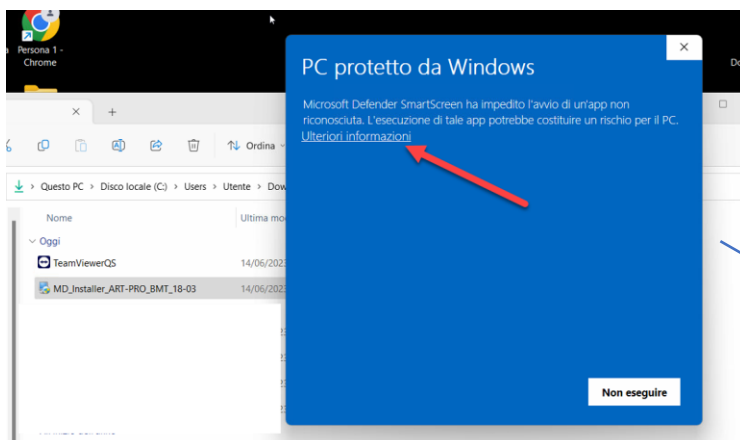 Persona 1 -
Chrome
PC protetto da Windows
Microsoft Defender SmartScreen ha impedito l'avvio di un'app non
riconosciuta. L'esecuzione di tale app potrebbe costituire un rischio per il PC.
Ulteriori informazioni
Ordina
Questo PC > Disco locale (C:) > Users > Utente > Dow
Nome
Ultima mo
Oggi
TeamViewerQS
14/06/2023
MD_Installer_ART-PRO_BMT_18-03
14/06/2023
Non eseguire